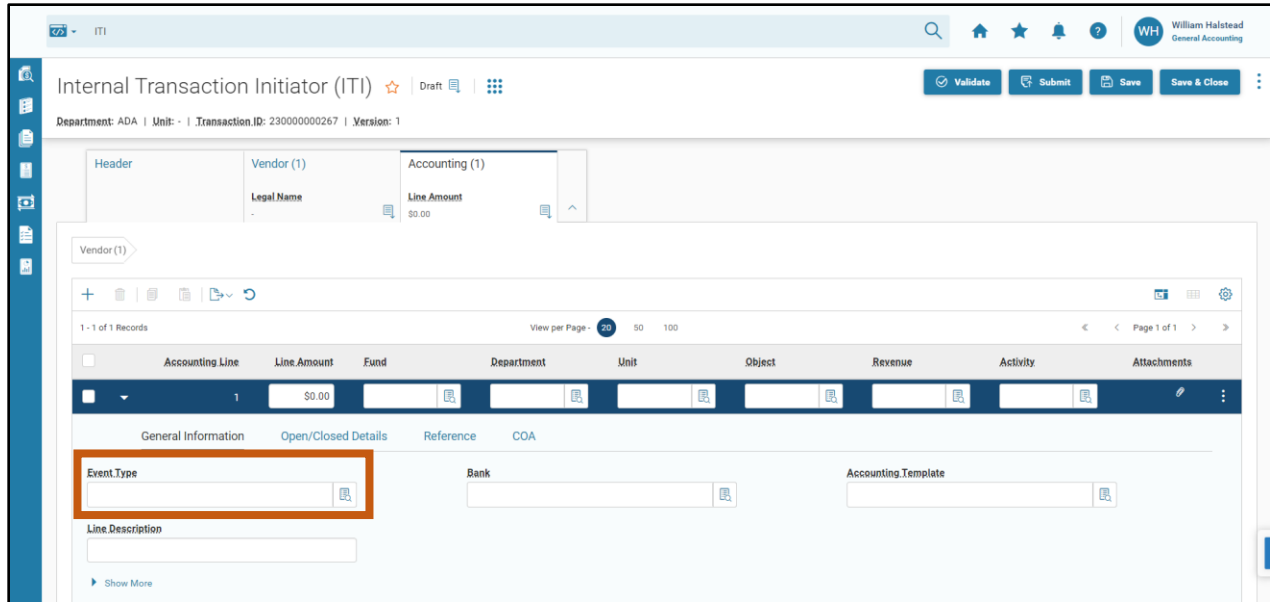 ITI
WH
William Halstead
General Accounting
Internal Transaction Initiator (ITI) Draft
Validate Submit Save Save & Close
Department: ADA | Unit: - | Transaction ID: 230000000267 | Version: 1
Header Vendor (1) Accounting (1)
Legal Name Line Amount
- $0.00
Vendor (1)
1 - 1 of 1 Records View per Page - 20 50 100 Page 1 of 1
Accounting Line Line Amount Fund Department Unit Object Revenue Activity Attachments
1 $0.00
General Information Open/Closed Details Reference COA
Event Type Bank Accounting Template
Line Description
Show More